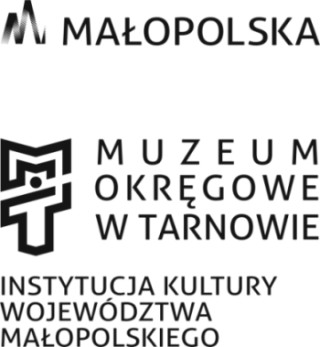 MAŁOPOLSKA
MUZEUM
OKRĘGOWE
W TARNOWIE
INSTYTUCJA KULTURY
WOJEWÓDZTWA
MAŁOPOLSKIEGO